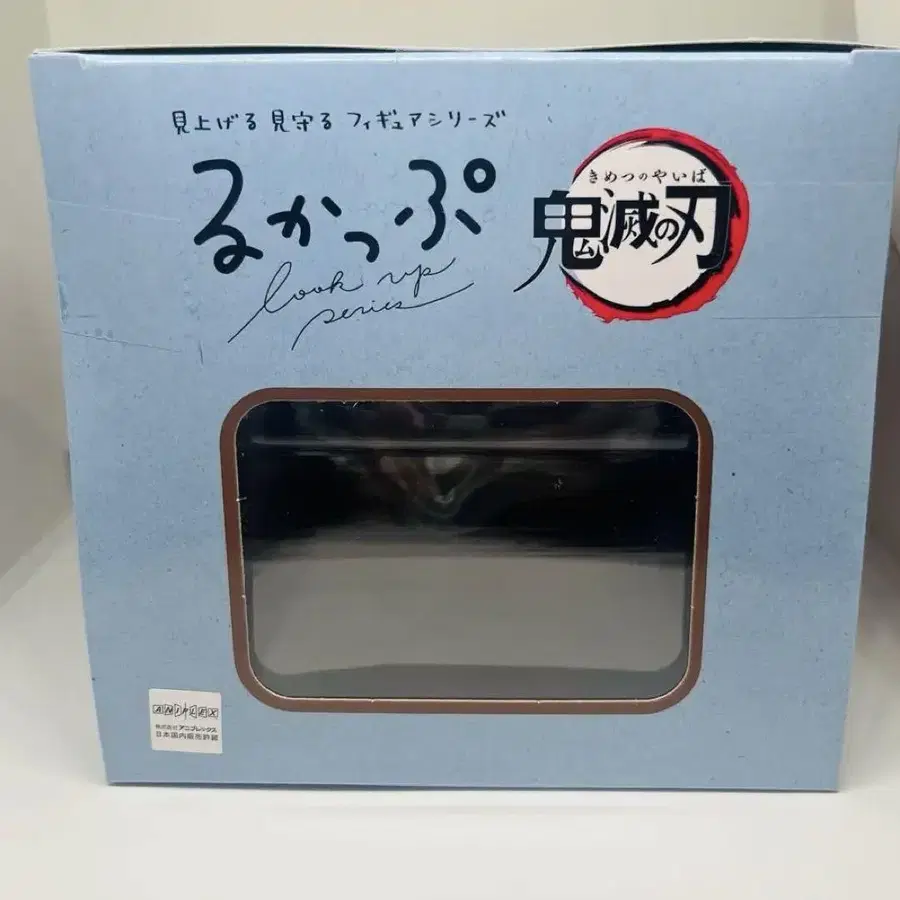 見上げる 見守る フィギュアシリーズ
るかっぷ
look up
series
きめつのやいば
鬼滅の刃
ANIPLEX
株式会社アニプレックス
日本国内販売許諾